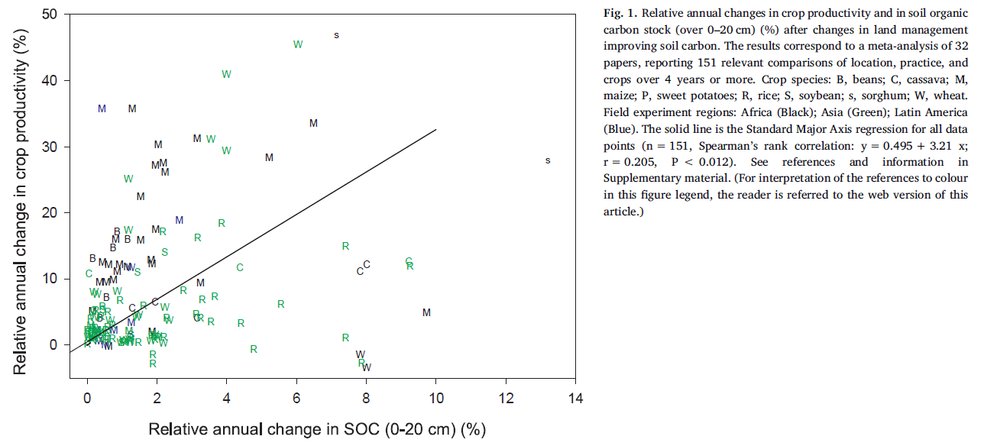 50
40
30
20
10
0
0 2 4 6 8 10 12 14
Relative annual change in crop productivity (%)
Relative annual change in SOC (0-20 cm) (%)
Fig. 1. Relative annual changes in crop productivity and in soil organic
carbon stock (over 0–20 cm) (%) after changes in land management
improving soil carbon. The results correspond to a meta-analysis of 32
papers, reporting 151 relevant comparisons of location, practice, and
crops over 4 years or more. Crop species: B, beans; C, cassava; M,
maize; P, sweet potatoes; R, rice; S, soybean; s, sorghum; W, wheat.
Field experiment regions: Africa (Black); Asia (Green); Latin America
(Blue). The solid line is the Standard Major Axis regression for all data
points (n = 151, Spearman's rank correlation: y = 0.495 + 3.21 x;
r = 0.205, P < 0.012). See references and information in
Supplementary material. (For interpretation of the references to colour
in this figure legend, the reader is referred to the web version of this
article.)